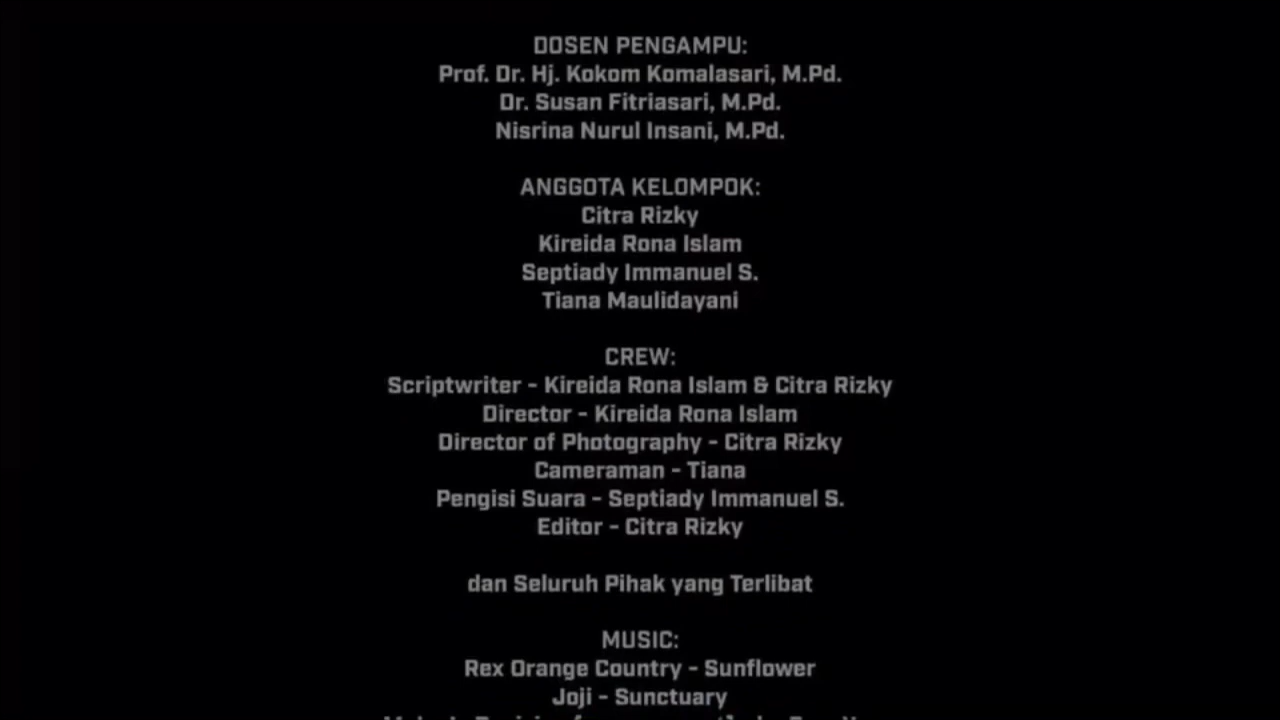 DOSEN PENGAMPU:
Prof. Dr. Hj. Kokom Komalasari, M.Pd.
Dr. Susan Fitriasari, M.Pd.
Nisrina Nurul Insani, M.Pd.
ANGGOTA KELOMPOK:
Citra Rizky
Kireida Rona Islam
Septiady Immanuel S.
Tiana Maulidayani
CREW:
Scriptwriter - Kireida Rona Islam & Citra Rizky
Director - Kireida Rona Islam
Director of Photography - Citra Rizky
Cameraman - Tiana
Pengisi Suara - Septiady Immanuel S.
Editor - Citra Rizky
dan Seluruh Pihak yang Terlibat
MUSIC:
Rex Orange Country - Sunflower
Joji - Sunctuary